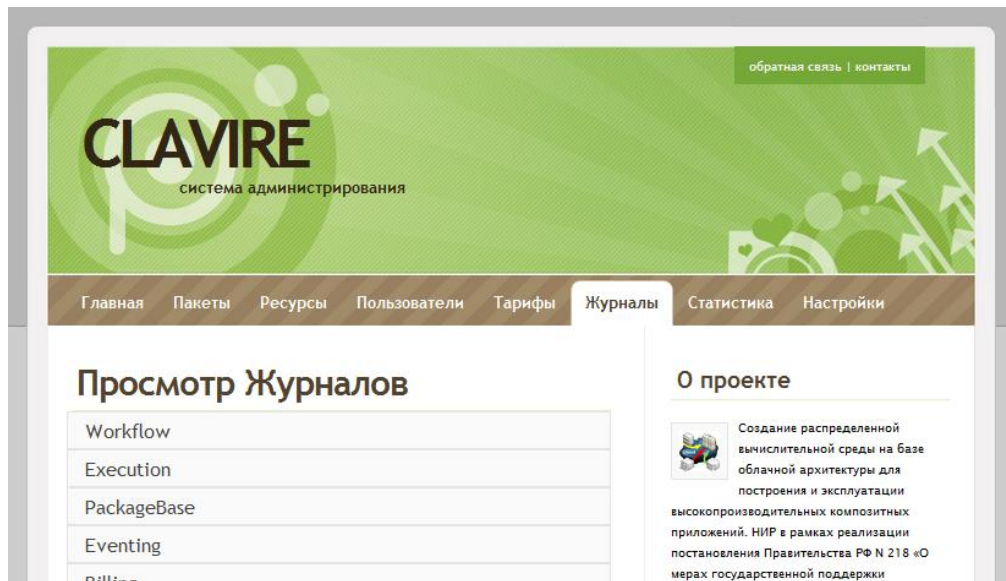 обратная связь | контакты
CLAVIRE
система администрирования
Главная Пакеты Ресурсы Пользователи Тарифы Журналы Статистика Настройки
Просмотр Журналов
Workflow
Execution
PackageBase
Eventing
Billing
О проекте
Создание распределенной
вычислительной среды на базе
облачной архитектуры для
построения и эксплуатации
высокопроизводительных композитных
приложений. НИР в рамках реализации
постановления Правительства РФ N 218 «О
мерах государственной поддержки